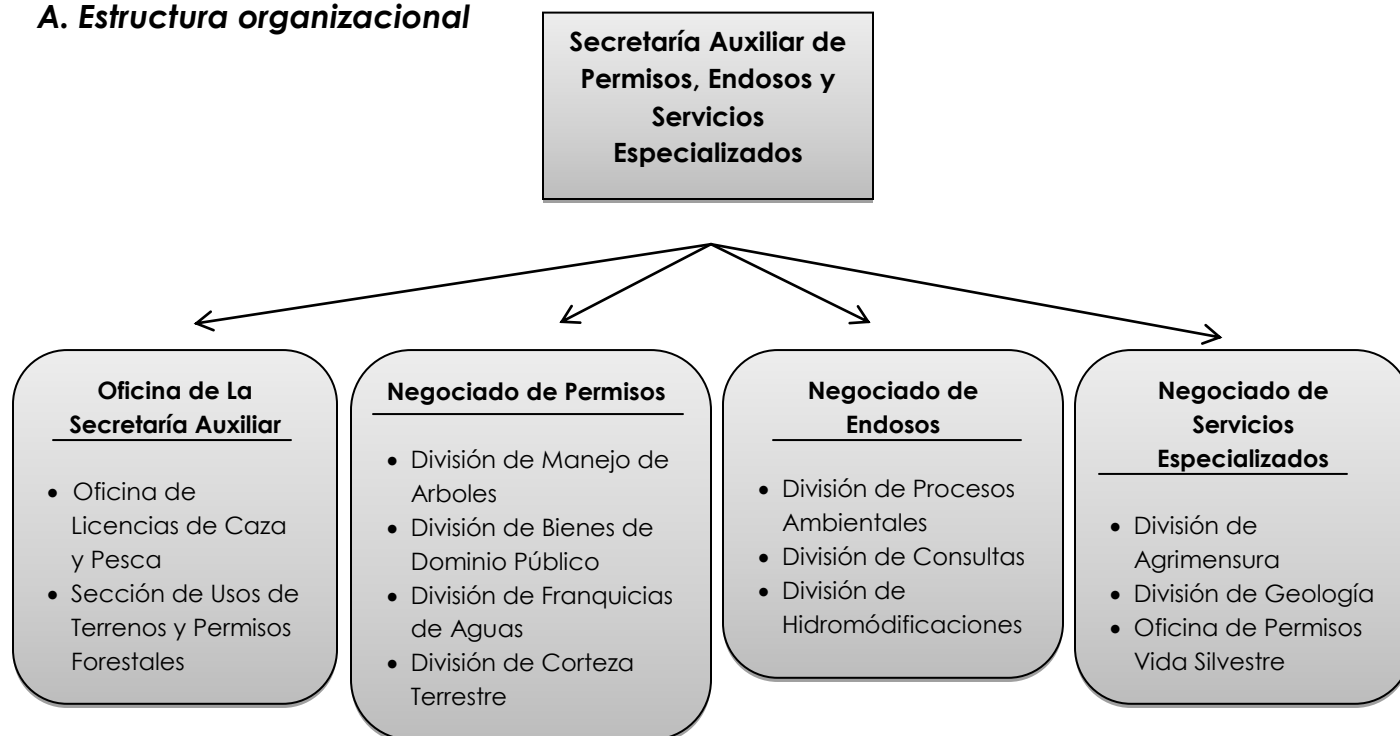 A. Estructura organizacional
Secretaría Auxiliar de
Permisos, Endosos y
Servicios
Especializados
Oficina de La
Secretaría Auxiliar
• Oficina de
Licencias de Caza
y Pesca
• Sección de Usos de
Terrenos y Permisos
Forestales
Negociado de Permisos
• División de Manejo de
Arboles
• División de Bienes de
Dominio Público
• División de Franquicias
de Aguas
• División de Corteza
Terrestre
Negociado de
Endosos
• División de Procesos
Ambientales
• División de Consultas
• División de
Hidromódificaciones
Negociado de
Servicios
Especializados
• División de
Agrimensura
• División de Geología
• Oficina de Permisos
Vida Silvestre